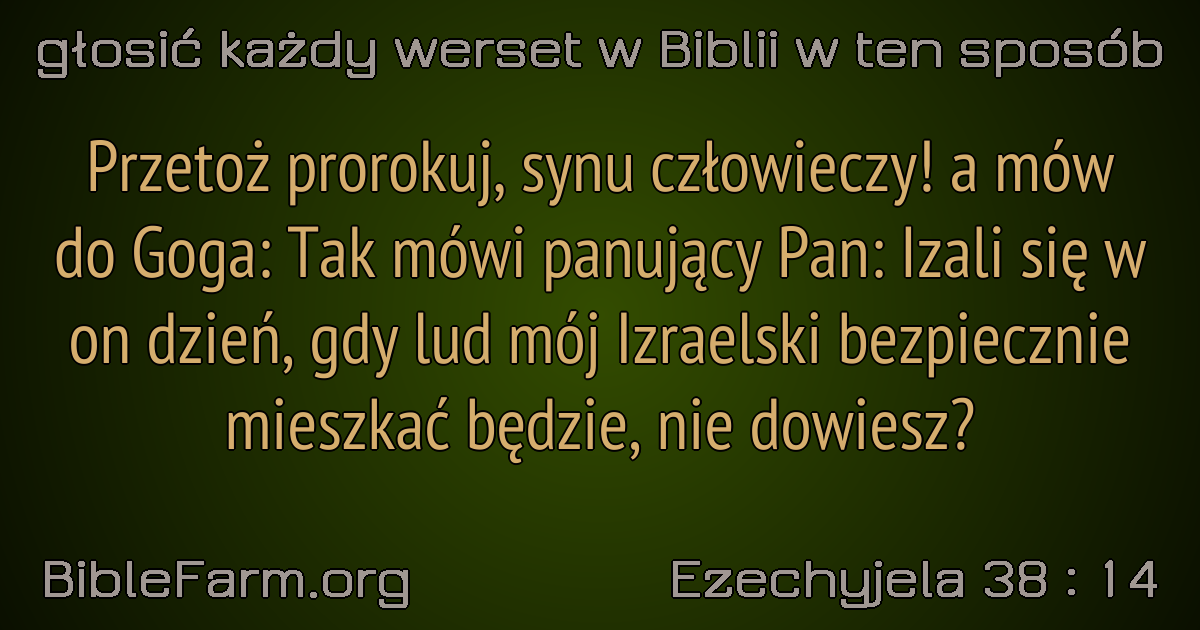 głosić każdy werset w Biblii w ten sposób
Przetoż prorokuj, synu człowieczy! a mów
do Goga: Tak mówi panujący Pan: Izali się w
on dzień, gdy lud mój Izraelski bezpiecznie
mieszkać będzie, nie dowiesz?
BibleFarm.org
Ezechyjela 38 : 14